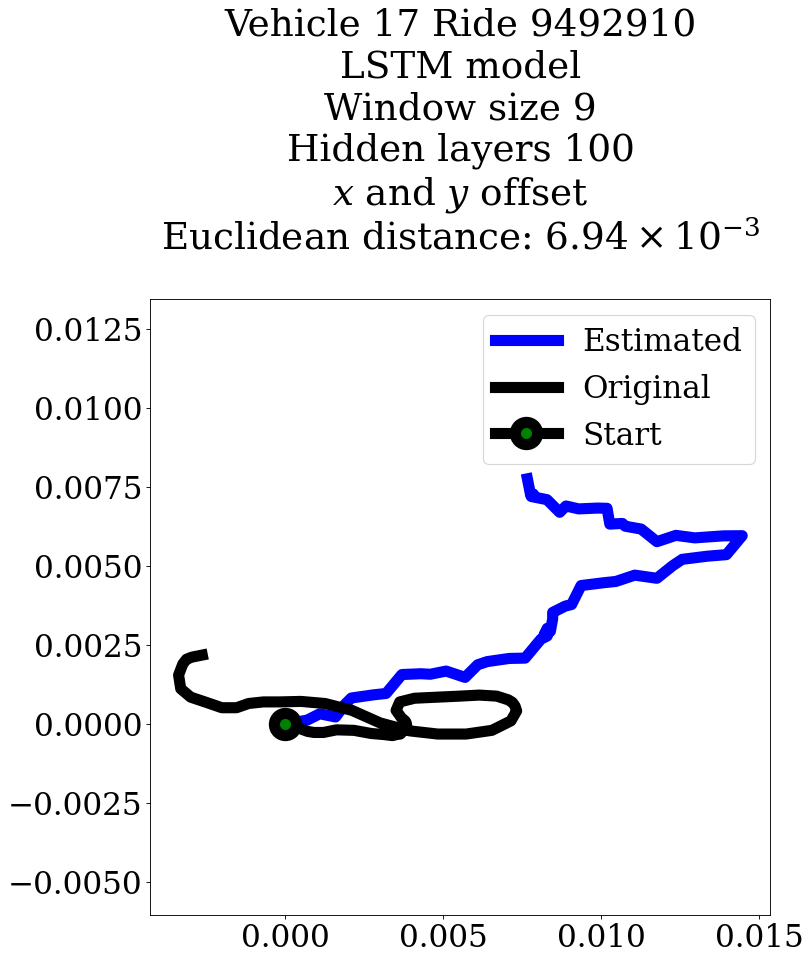 Vehicle 17 Ride 9492910
LSTM model
Window size 9
Hidden layers 100
x and y offset
Euclidean distance: 6.94 × 10⁻³
Estimated
Original
Start
0.0125
0.0100
0.0075
0.0050
0.0025
0.0000
−0.0025
−0.0050
0.000 0.005 0.010 0.015